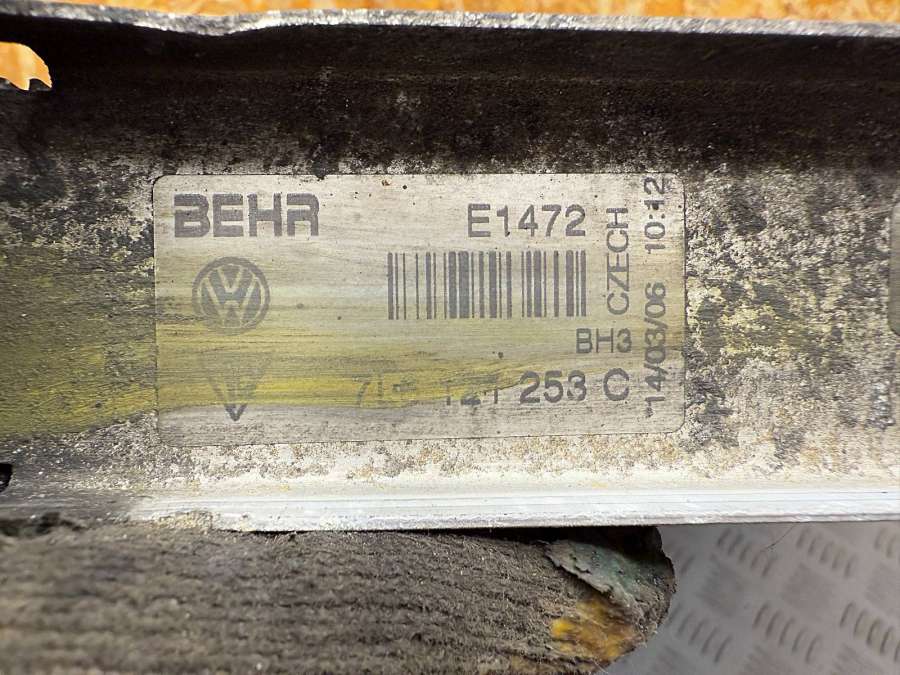 BEHR
E1472
CZECH
14/03/06 10:12
BH3
253 C